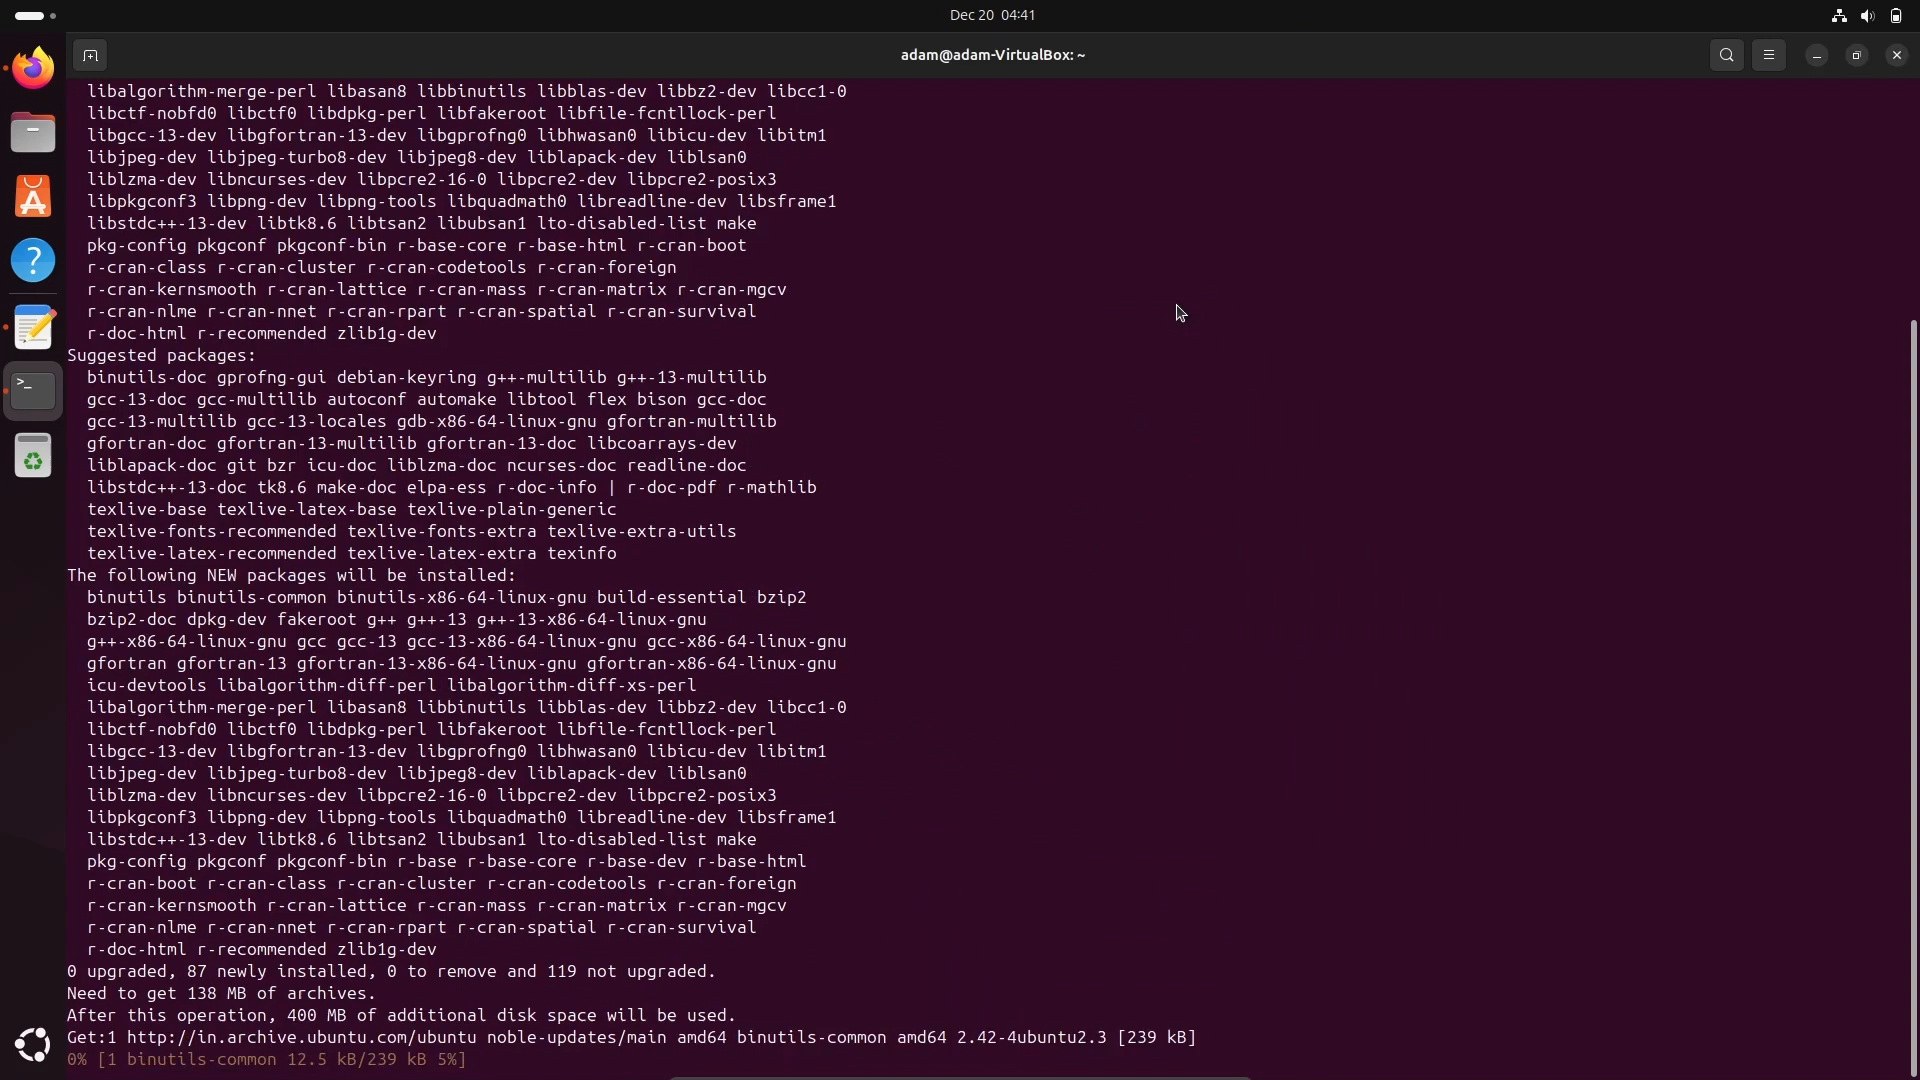 Dec 20 04:41
adam@adam-VirtualBox: ~
libalgorithm-merge-perl libasan8 libbinutils libblas-dev libbz2-dev libcc1-0
libctf-nobfd0 libctf0 libdpkg-perl libfakeroot libfile-fcntllock-perl
libgcc-13-dev libgfortran-13-dev libgprofng0 libhwasan0 libicu-dev libitm1
libjpeg-dev libjpeg-turbo8-dev libjpeg8-dev liblapack-dev liblsan0
liblzma-dev libncurses-dev libpcre2-16-0 libpcre2-dev libpcre2-posix3
libpkgconf3 libpng-dev libpng-tools libquadmath0 libreadline-dev libsframe1
libstdc++-13-dev libtk8.6 libtsan2 libubsan1 lto-disabled-list make
pkg-config pkgconf pkgconf-bin r-base-core r-base-html r-cran-boot
r-cran-class r-cran-cluster r-cran-codetools r-cran-foreign
r-cran-kernsmooth r-cran-lattice r-cran-mass r-cran-matrix r-cran-mgcv
r-cran-nlme r-cran-nnet r-cran-rpart r-cran-spatial r-cran-survival
r-doc-html r-recommended zlib1g-dev
Suggested packages:
binutils-doc gprofng-gui debian-keyring g++-multilib g++-13-multilib
gcc-13-doc gcc-multilib autoconf automake libtool flex bison gcc-doc
gcc-13-multilib gcc-13-locales gdb-x86-64-linux-gnu gfortran-multilib
gfortran-doc gfortran-13-multilib gfortran-13-doc libcoarrays-dev
liblapack-doc git bzr icu-doc liblzma-doc ncurses-doc readline-doc
libstdc++-13-doc tk8.6 make-doc elpa-ess r-doc-info | r-doc-pdf r-mathlib
texlive-base texlive-latex-base texlive-plain-generic
texlive-fonts-recommended texlive-fonts-extra texlive-extra-utils
texlive-latex-recommended texlive-latex-extra texinfo
The following NEW packages will be installed:
binutils binutils-common binutils-x86-64-linux-gnu build-essential bzip2
bzip2-doc dpkg-dev fakeroot g++ g++-13 g++-13-x86-64-linux-gnu
g++-x86-64-linux-gnu gcc gcc-13 gcc-13-x86-64-linux-gnu gcc-x86-64-linux-gnu
gfortran gfortran-13 gfortran-13-x86-64-linux-gnu gfortran-x86-64-linux-gnu
icu-devtools libalgorithm-diff-perl libalgorithm-diff-xs-perl
libalgorithm-merge-perl libasan8 libbinutils libblas-dev libbz2-dev libcc1-0
libctf-nobfd0 libctf0 libdpkg-perl libfakeroot libfile-fcntllock-perl
libgcc-13-dev libgfortran-13-dev libgprofng0 libhwasan0 libicu-dev libitm1
libjpeg-dev libjpeg-turbo8-dev libjpeg8-dev liblapack-dev liblsan0
liblzma-dev libncurses-dev libpcre2-16-0 libpcre2-dev libpcre2-posix3
libpkgconf3 libpng-dev libpng-tools libquadmath0 libreadline-dev libsframe1
libstdc++-13-dev libtk8.6 libtsan2 libubsan1 lto-disabled-list make
pkg-config pkgconf pkgconf-bin r-base r-base-core r-base-dev r-base-html
r-cran-boot r-cran-class r-cran-cluster r-cran-codetools r-cran-foreign
r-cran-kernsmooth r-cran-lattice r-cran-mass r-cran-matrix r-cran-mgcv
r-cran-nlme r-cran-nnet r-cran-rpart r-cran-spatial r-cran-survival
r-doc-html r-recommended zlib1g-dev
0 upgraded, 87 newly installed, 0 to remove and 119 not upgraded.
Need to get 138 MB of archives.
After this operation, 400 MB of additional disk space will be used.
Get:1 http://in.archive.ubuntu.com/ubuntu noble-updates/main amd64 binutils-common amd64 2.42-4ubuntu2.3 [239 kB]
0% [1 binutils-common 12.5 kB/239 kB 5%]